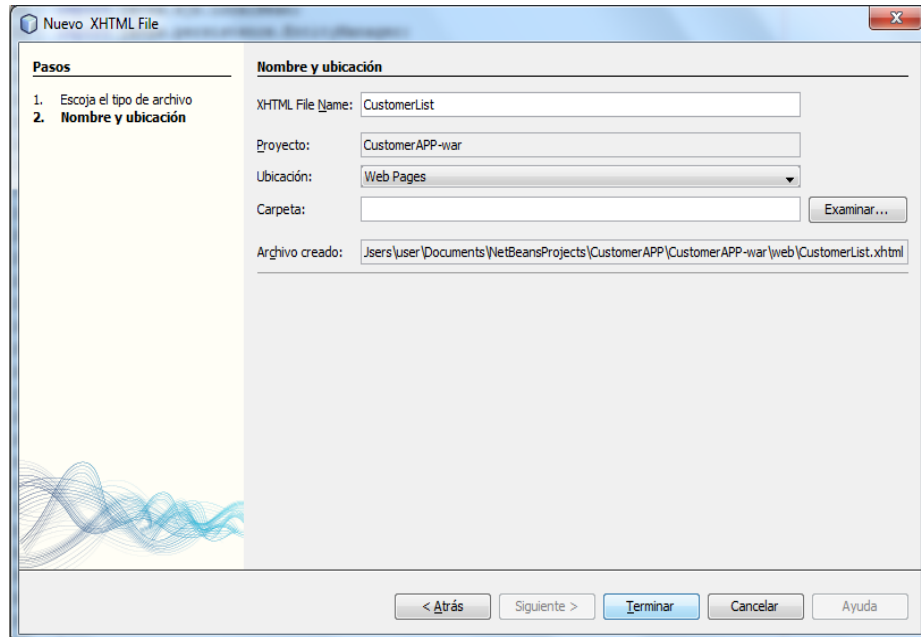 Nuevo XHTML File
Pasos
1. Escoja el tipo de archivo
2. Nombre y ubicación
Nombre y ubicación
XHTML File Name: CustomerList
Proyecto: CustomerAPP-war
Ubicación: Web Pages
Carpeta: Examinar...
Archivo creado: Jsers\user\Documents\NetBeansProjects\CustomerAPP\CustomerAPP-war\web\CustomerList.xhtml
< Atrás Siguiente > Terminar Cancelar Ayuda